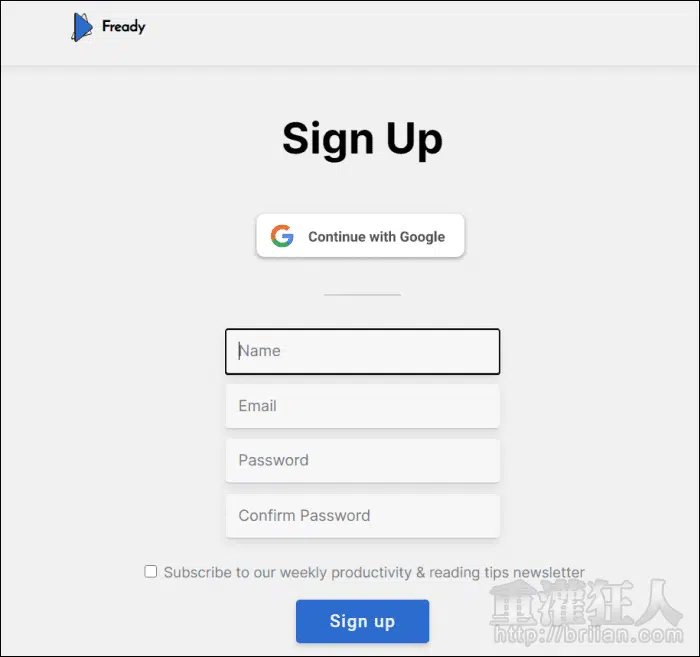 Fready
Sign Up
Continue with Google
Name
Email
Password
Confirm Password
Subscribe to our weekly productivity & reading tips newsletter
Sign up
重灌狂人
http://briian.com